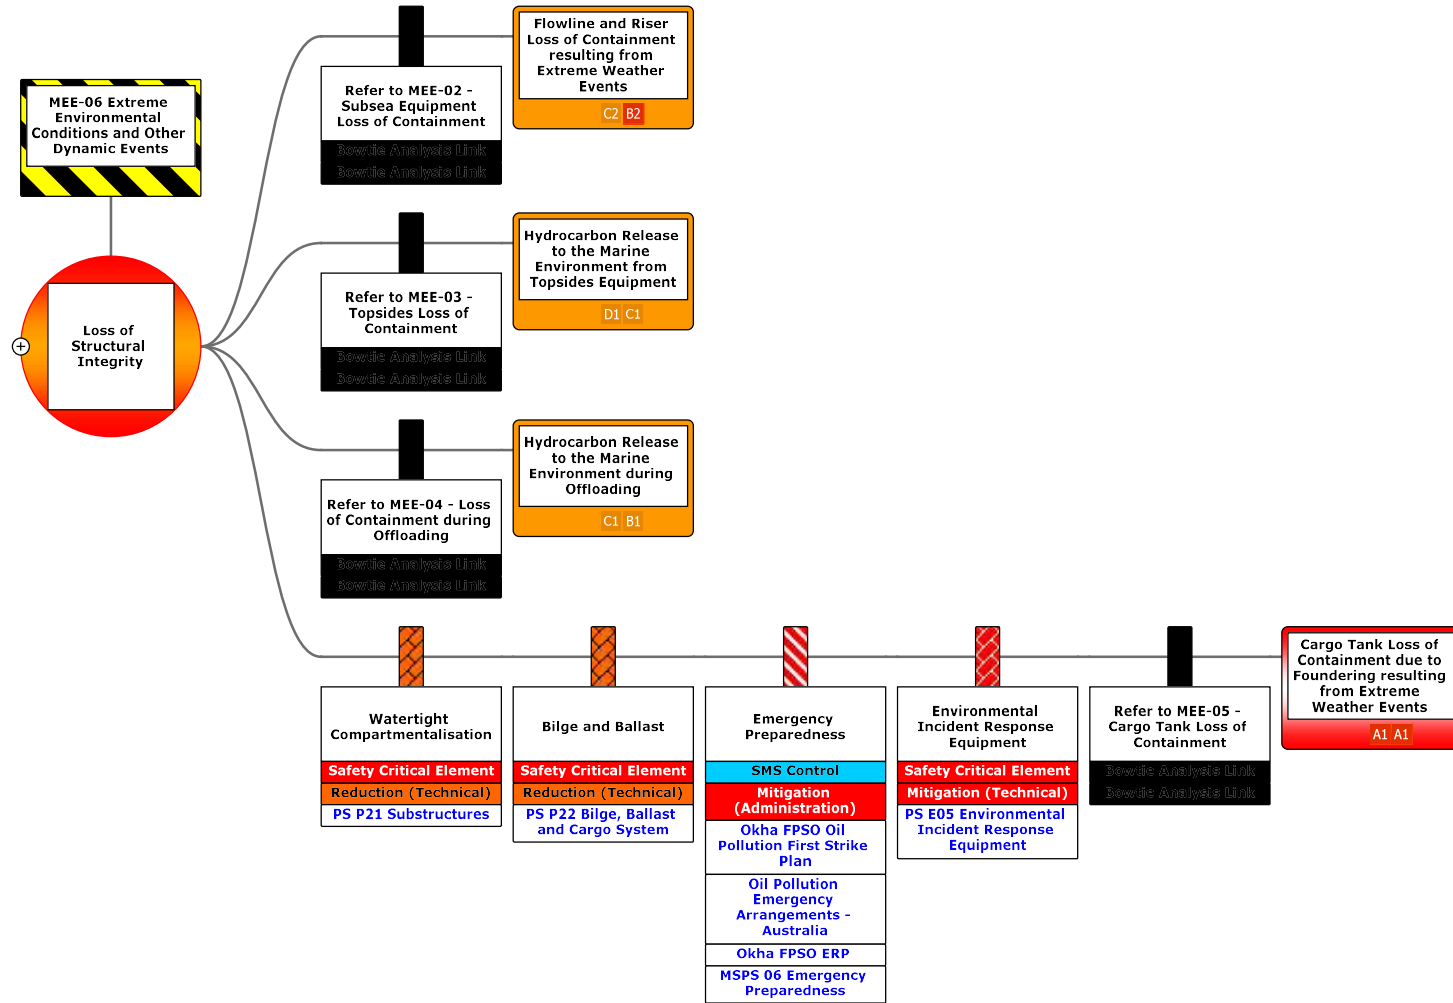 MEE-06 Extreme
Environmental
Conditions and Other
Dynamic Events
Loss of
Structural
Integrity
+
Refer to MEE-02 -
Subsea Equipment
Loss of Containment
Bowtie Analysis Link
Bowtie Analysis Link
Flowline and Riser
Loss of Containment
resulting from
Extreme Weather
Events
C2 B2
Refer to MEE-03 -
Topsides Loss of
Containment
Bowtie Analysis Link
Bowtie Analysis Link
Hydrocarbon Release
to the Marine
Environment from
Topsides Equipment
D1 C1
Refer to MEE-04 - Loss
of Containment during
Offloading
Bowtie Analysis Link
Bowtie Analysis Link
Hydrocarbon Release
to the Marine
Environment during
Offloading
C1 B1
Watertight
Compartmentalisation
Safety Critical Element
Reduction (Technical)
PS P21 Substructures
Bilge and Ballast
Safety Critical Element
Reduction (Technical)
PS P22 Bilge, Ballast
and Cargo System
Emergency
Preparedness
SMS Control
Mitigation
(Administration)
Okha FPSO Oil
Pollution First Strike
Plan
Oil Pollution
Emergency
Arrangements -
Australia
Okha FPSO ERP
MSPS 06 Emergency
Preparedness
Environmental
Incident Response
Equipment
Safety Critical Element
Mitigation (Technical)
PS E05 Environmental
Incident Response
Equipment
Refer to MEE-05 -
Cargo Tank Loss of
Containment
Bowtie Analysis Link
Bowtie Analysis Link
Cargo Tank Loss of
Containment due to
Foundering resulting
from Extreme
Weather Events
A1 A1